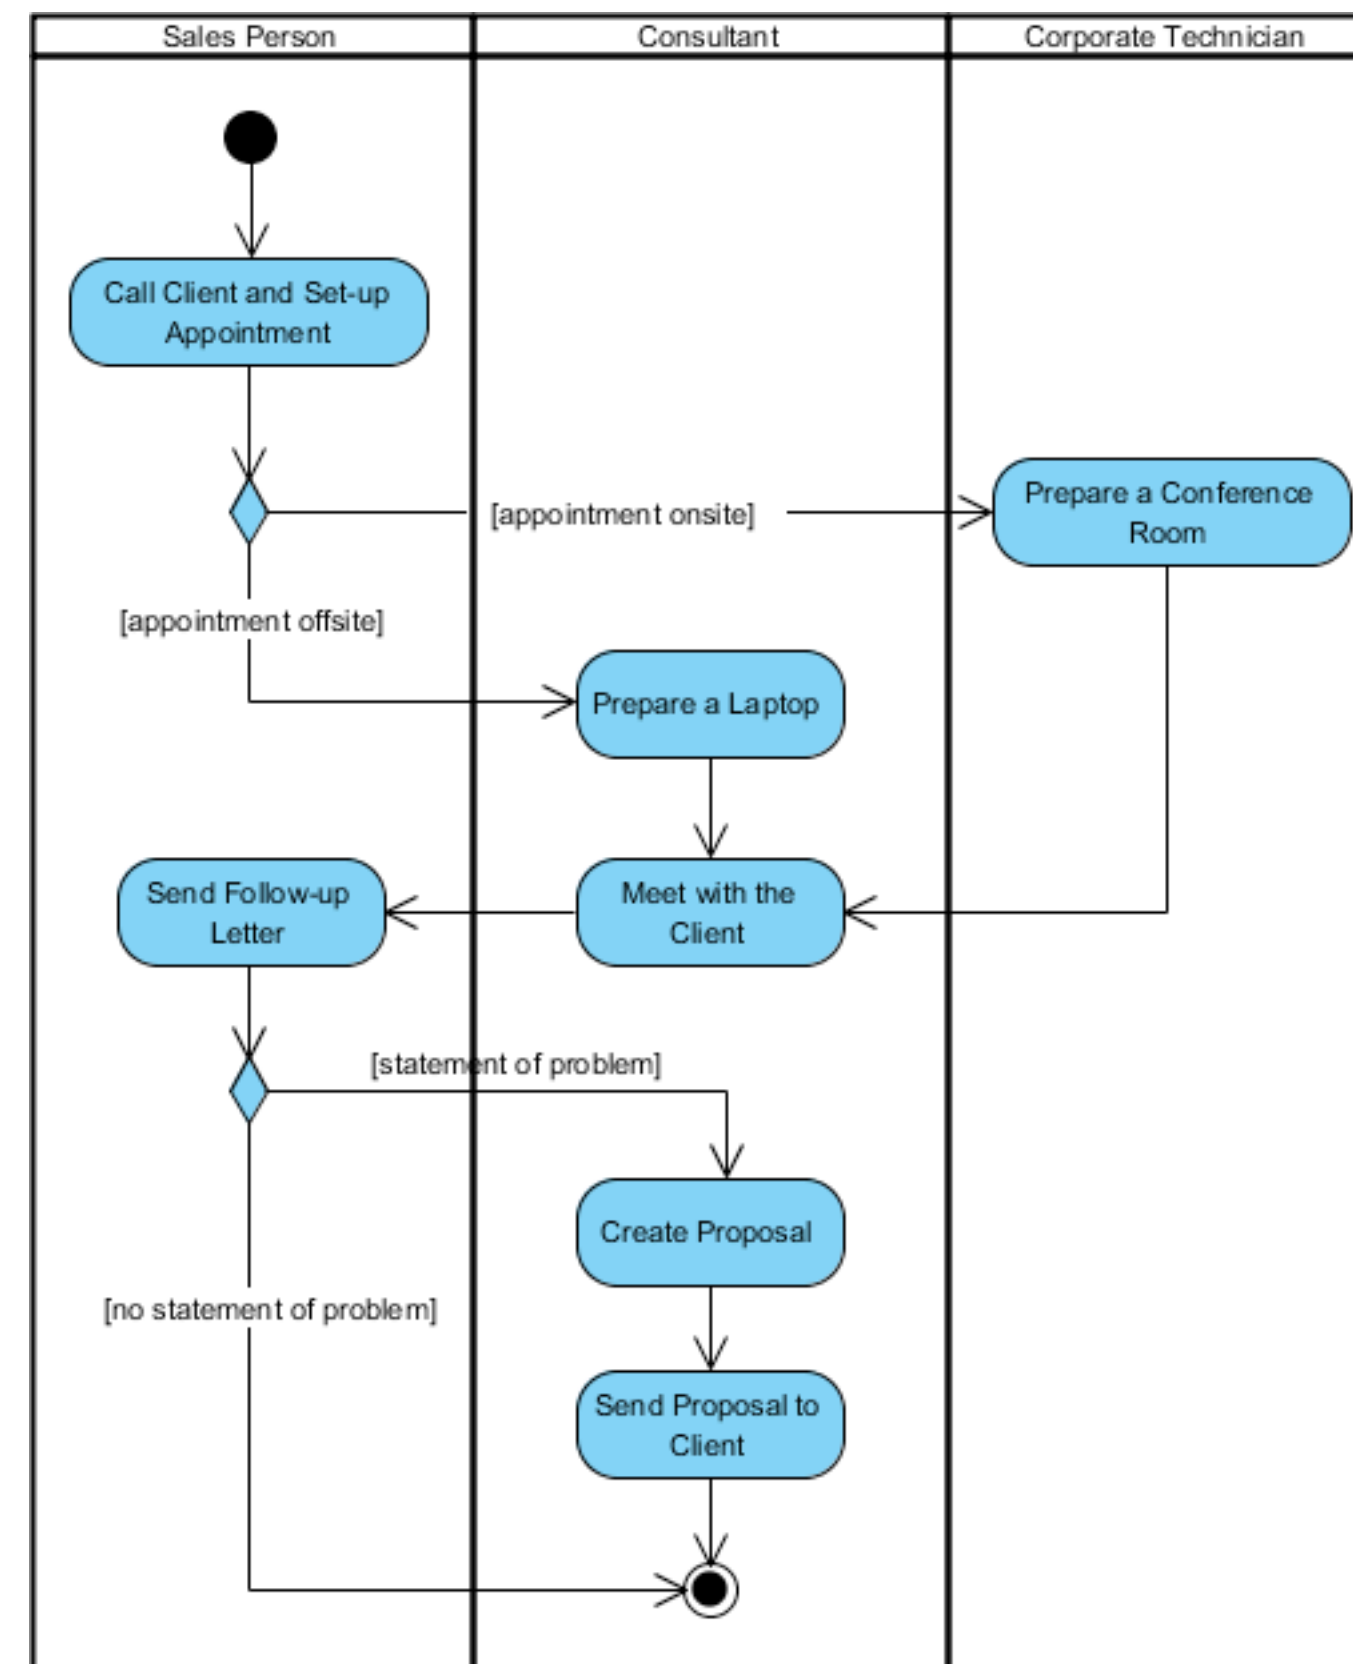 Sales Person
Consultant
Corporate Technician
Call Client and Set-up
Appointment
[appointment onsite]
Prepare a Conference
Room
[appointment offsite]
Prepare a Laptop
Send Follow-up
Letter
Meet with the
Client
[statement of problem]
Create Proposal
[no statement of problem]
Send Proposal to
Client